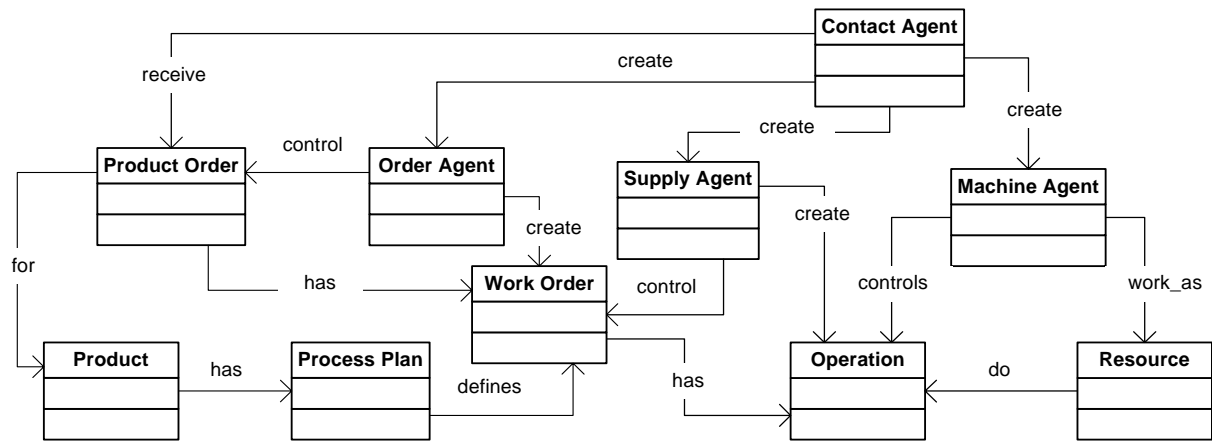 Contact Agent
receive
create
create
create
control
Product Order
Order Agent
Supply Agent
Machine Agent
create
create
for
has
Work Order
control
controls
work_as
Product
has
Process Plan
defines
has
Operation
do
Resource